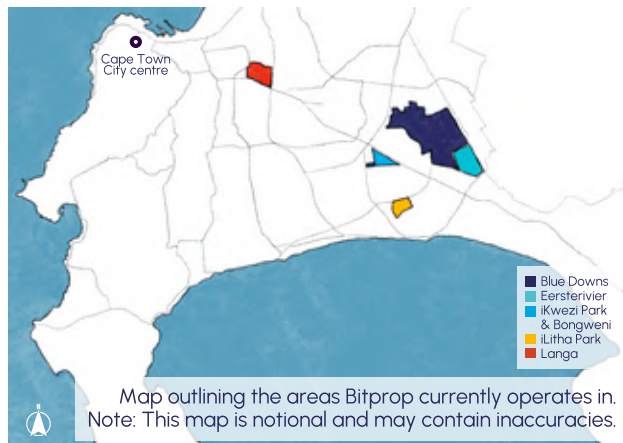 Cape Town
City centre
Blue Downs
Eersterivier
iKwezi Park
& Bongweni
iLitha Park
Langa
Map outlining the areas Bitprop currently operates in.
Note: This map is notional and may contain inaccuracies.
N